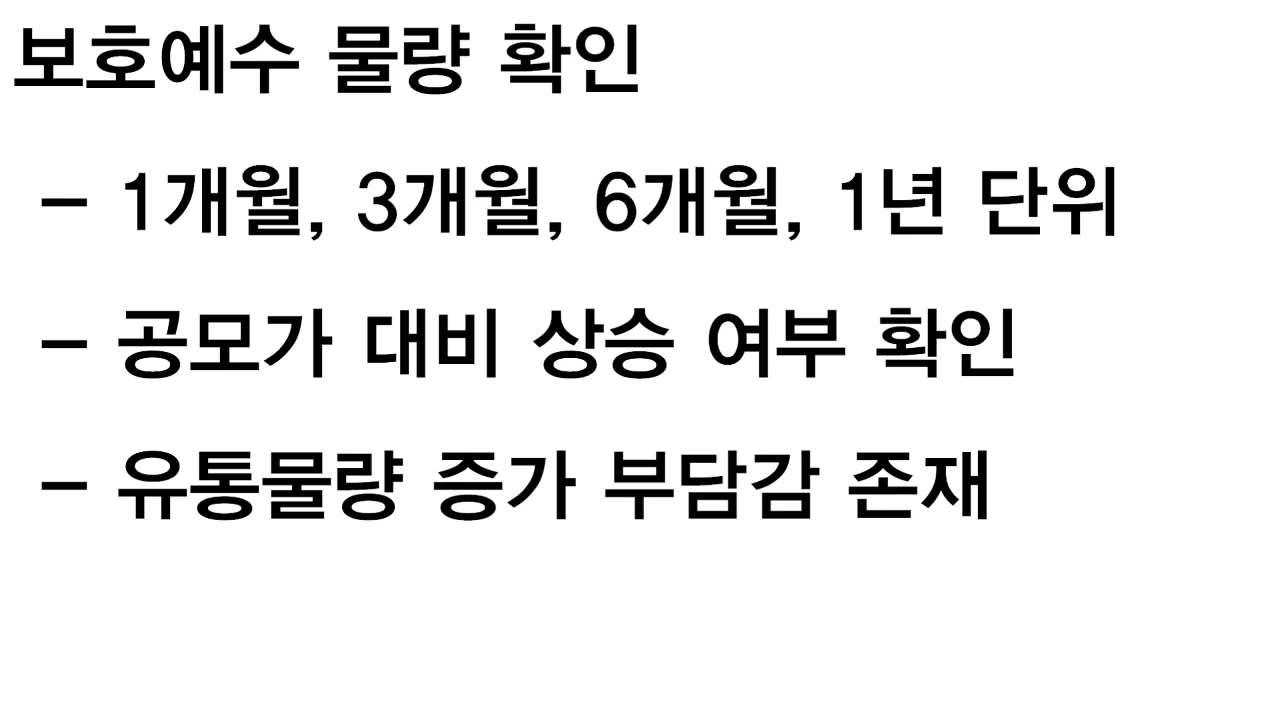 보호예수 물량 확인
- 1개월, 3개월, 6개월, 1년 단위
- 공모가 대비 상승 여부 확인
- 유통물량 증가 부담감 존재